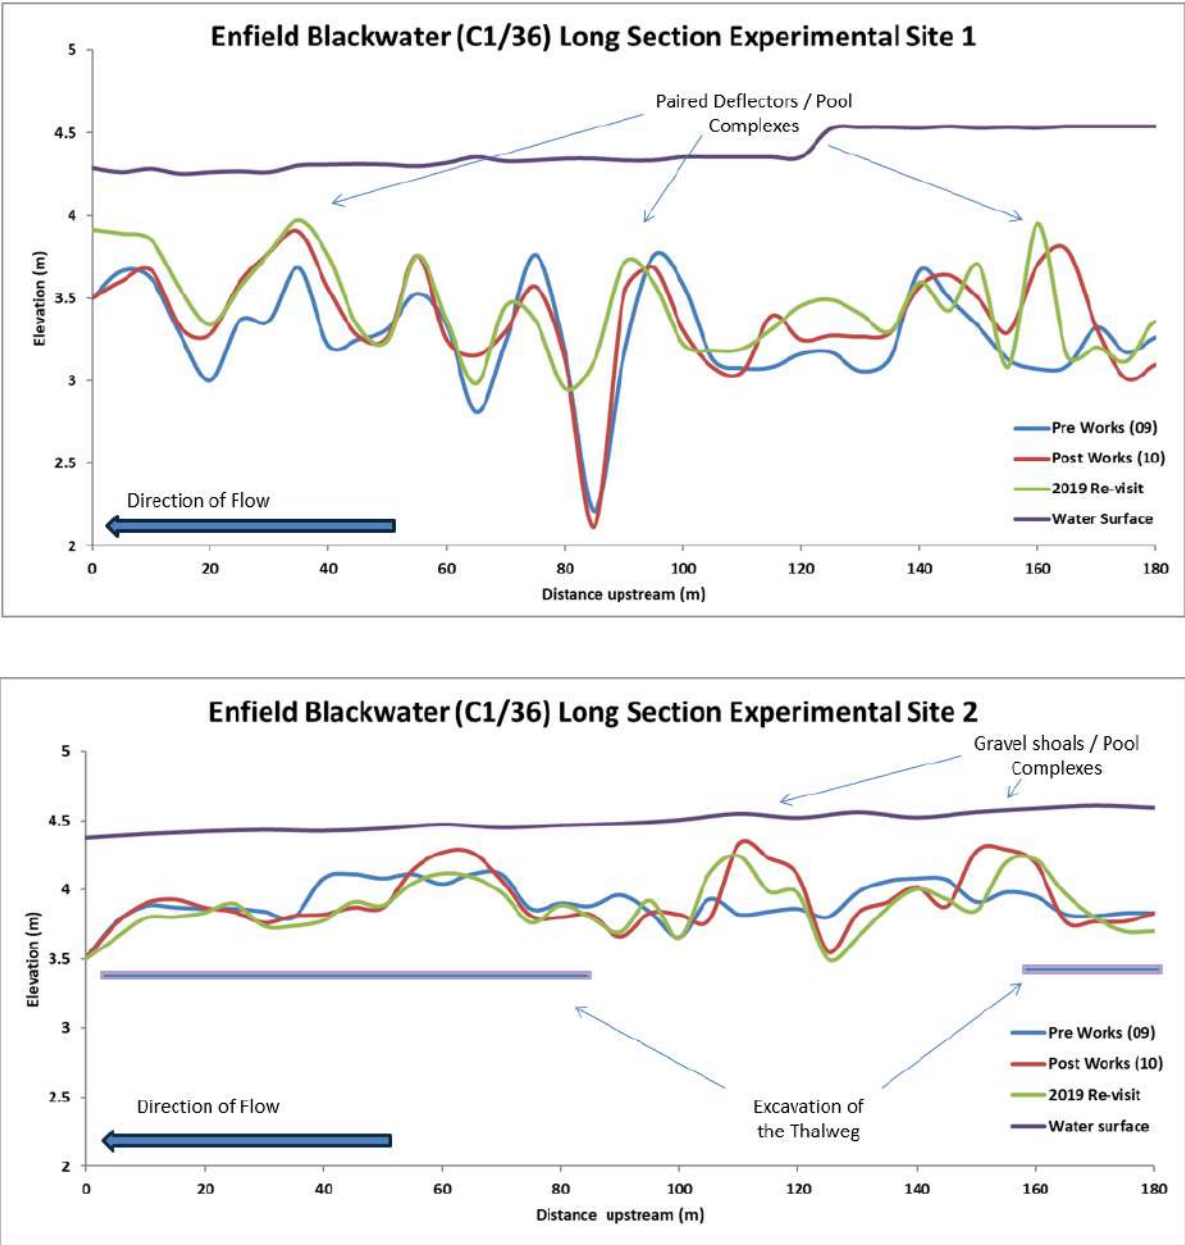 Enfield Blackwater (C1/36) Long Section Experimental Site 1
5
4.5
4
3.5
3
2.5
2
Elevation (m)
Paired Deflectors / Pool
Complexes
Pre Works (09)
Post Works (10)
2019 Re-visit
Water Surface
Direction of Flow
0 20 40 60 80 100 120 140 160 180
Distance upstream (m)
Enfield Blackwater (C1/36) Long Section Experimental Site 2
Gravel shoals / Pool
Complexes
5
4.5
4
3.5
3
2.5
2
Elevation (m)
Pre Works (09)
Post Works (10)
2019 Re-visit
Water surface
Direction of Flow
Excavation of
the Thalweg
0 20 40 60 80 100 120 140 160 180
Distance upstream (m)